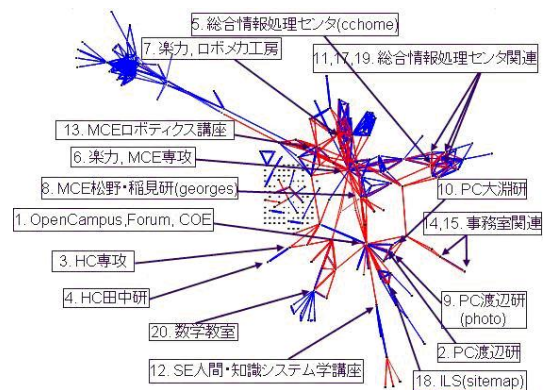 5. 総合情報処理センタ(cchome)
7. 楽力, ロボメカ工房
11,17,19. 総合情報処理センタ関連
13. MCEロボティクス講座
6. 楽力, MCE専攻
8. MCE松野・稲見研(georges)
10. PC大淵研
1. OpenCampus,Forum, COE
14,15. 事務室関連
3. HC専攻
4. HC田中研
9. PC渡辺研
(photo)
20. 数学教室
2. PC渡辺研
12. SE人間・知識システム学講座
18. ILS(sitemap)